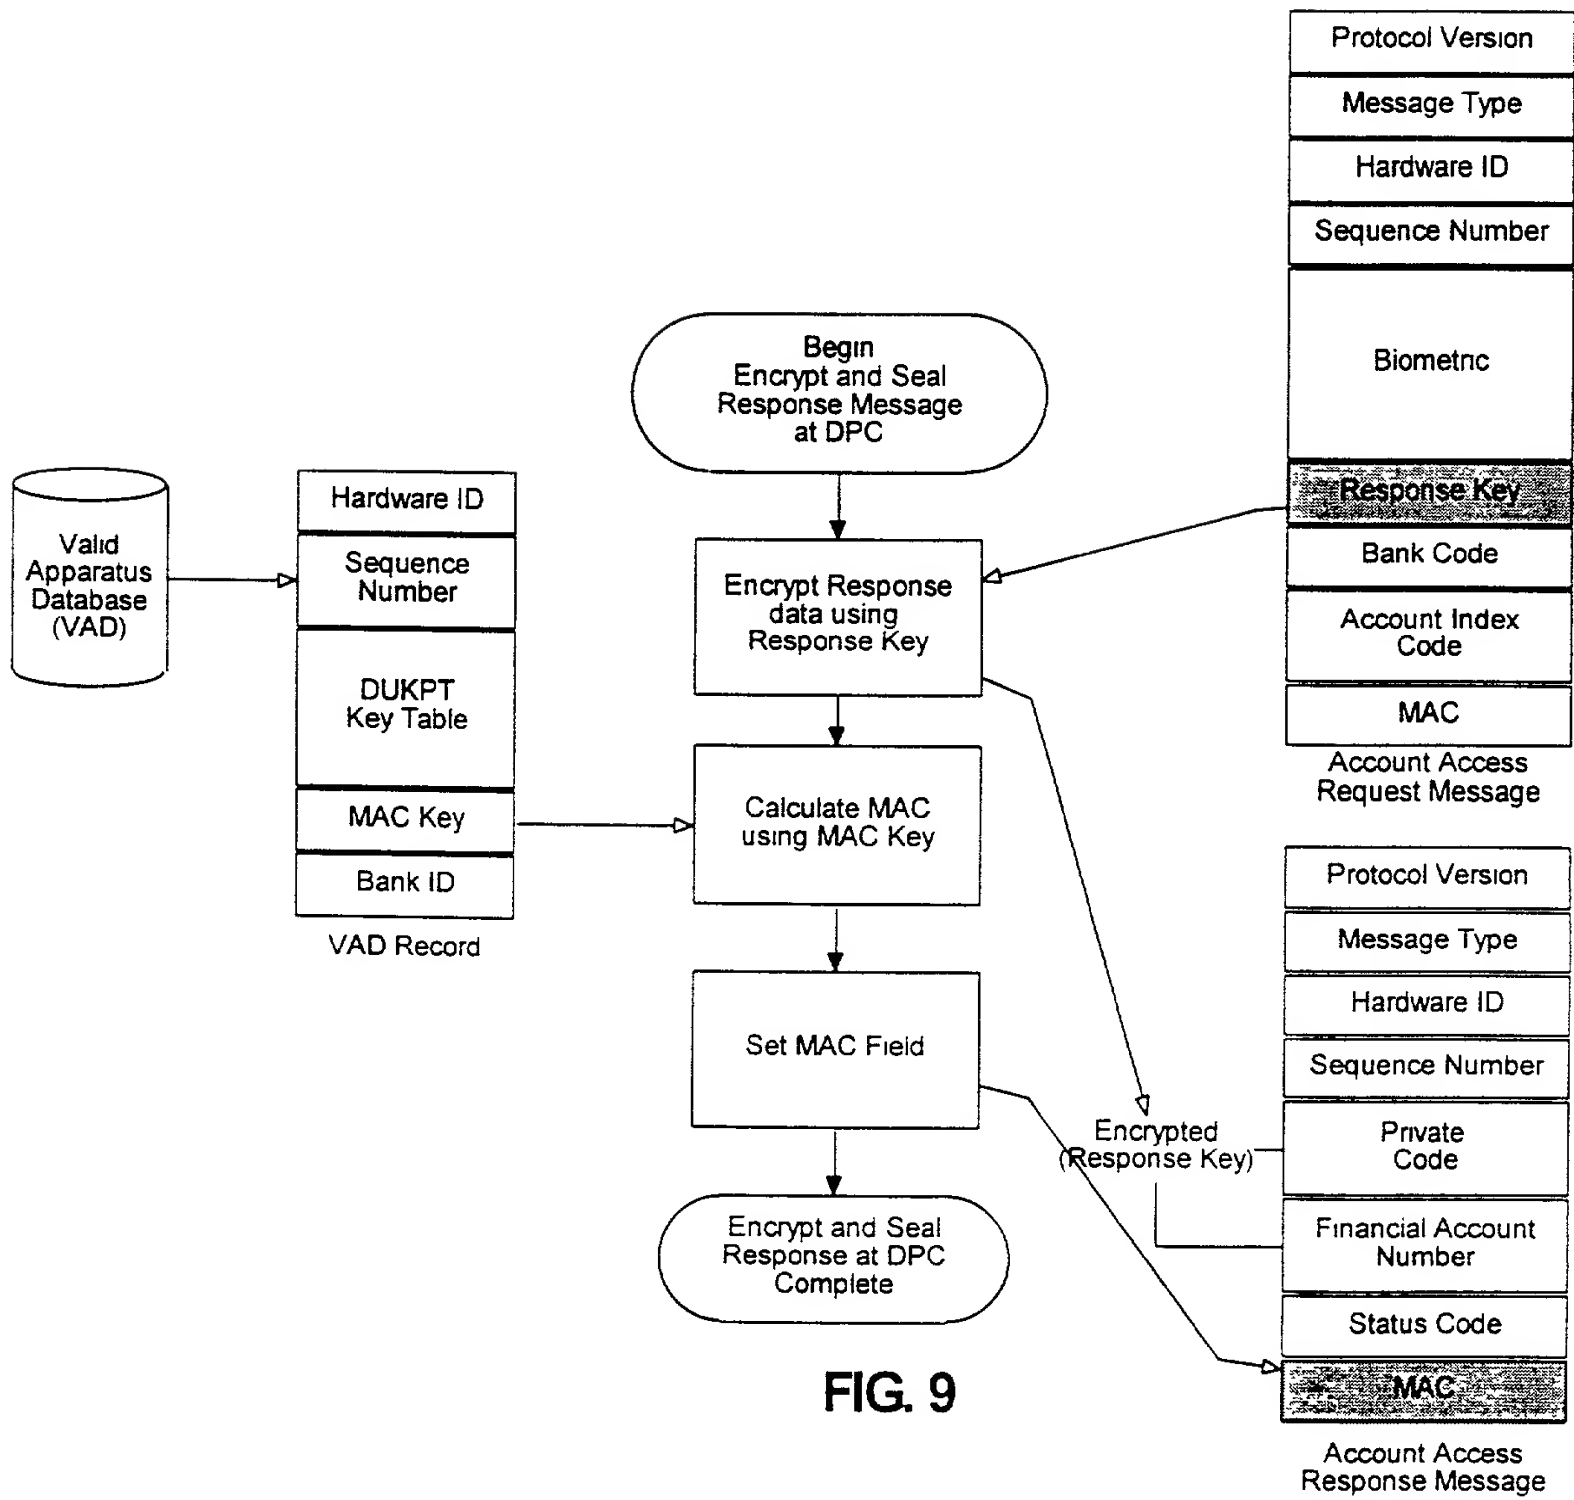 Protocol Version
Message Type
Hardware ID
Sequence Number
Biometric
Response Key
Bank Code
Account Index
Code
MAC
Account Access
Request Message
Begin
Encrypt and Seal
Response Message
at DPC
Valid
Apparatus
Database
(VAD)
Hardware ID
Sequence
Number
DUKPT
Key Table
MAC Key
Bank ID
VAD Record
Encrypt Response
data using
Response Key
Calculate MAC
using MAC Key
Set MAC Field
Encrypt and Seal
Response at DPC
Complete
Encrypted
(Response Key)
Protocol Version
Message Type
Hardware ID
Sequence Number
Private
Code
Financial Account
Number
Status Code
MAC
Account Access
Response Message
FIG. 9